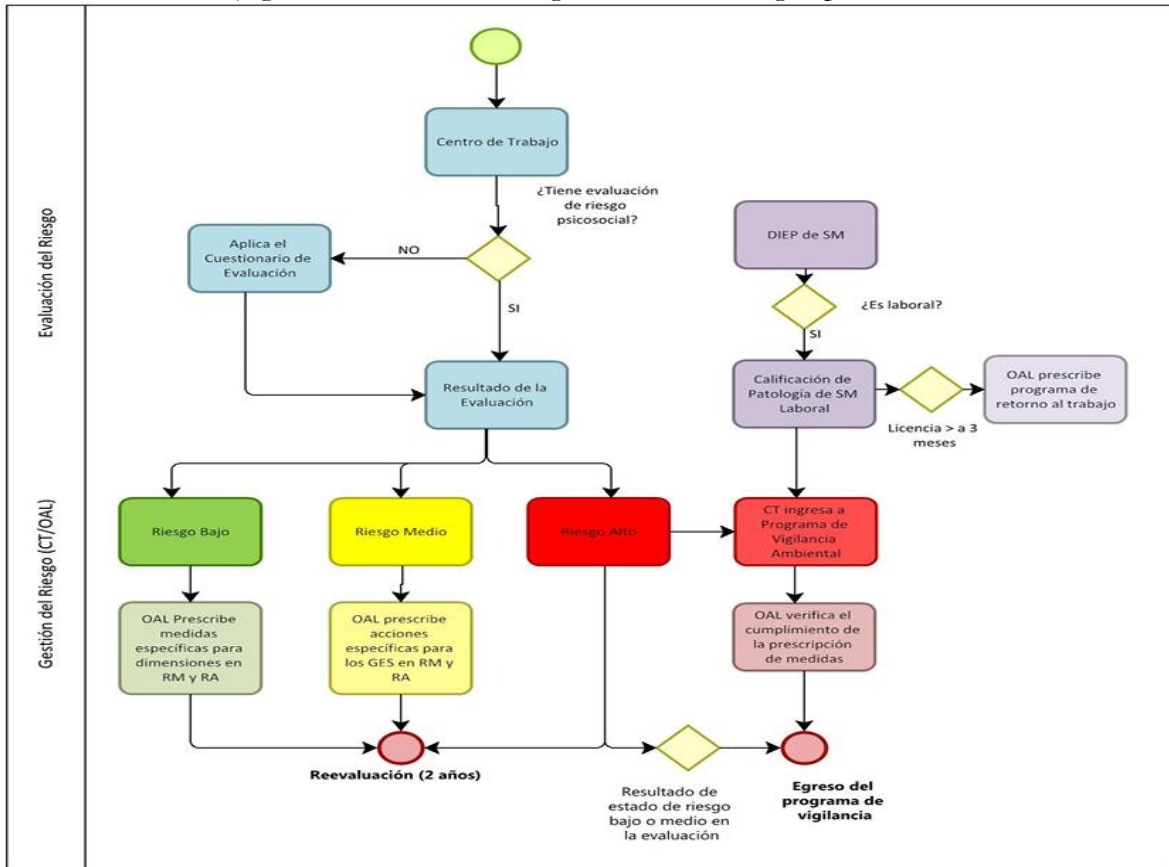 Evaluación del Riesgo
Centro de Trabajo
¿Tiene evaluación
de riesgo
psicosocial?
NO
Aplica el
Cuestionario de
Evaluación
SI
DIEP de SM
¿Es laboral?
SI
Resultado de la
Evaluación
Calificación de
Patología de SM
Laboral
Licencia > a 3
meses
OAL prescribe
programa de
retorno al trabajo
Gestión del Riesgo (CT/OAL)
Riesgo Bajo
Riesgo Medio
Riesgo Alto
CT ingresa a
Programa de
Vigilancia
Ambiental
OAL Prescribe
medidas
específicas para
dimensiones en
RM y RA
OAL prescribe
acciones
específicas para
los GES en RM y
RA
OAL verifica el
cumplimiento de
la prescripción de
medidas
Reevaluación (2 años)
Resultado de
estado de riesgo
bajo o medio en
la evaluación
Egreso del
programa de
vigilancia